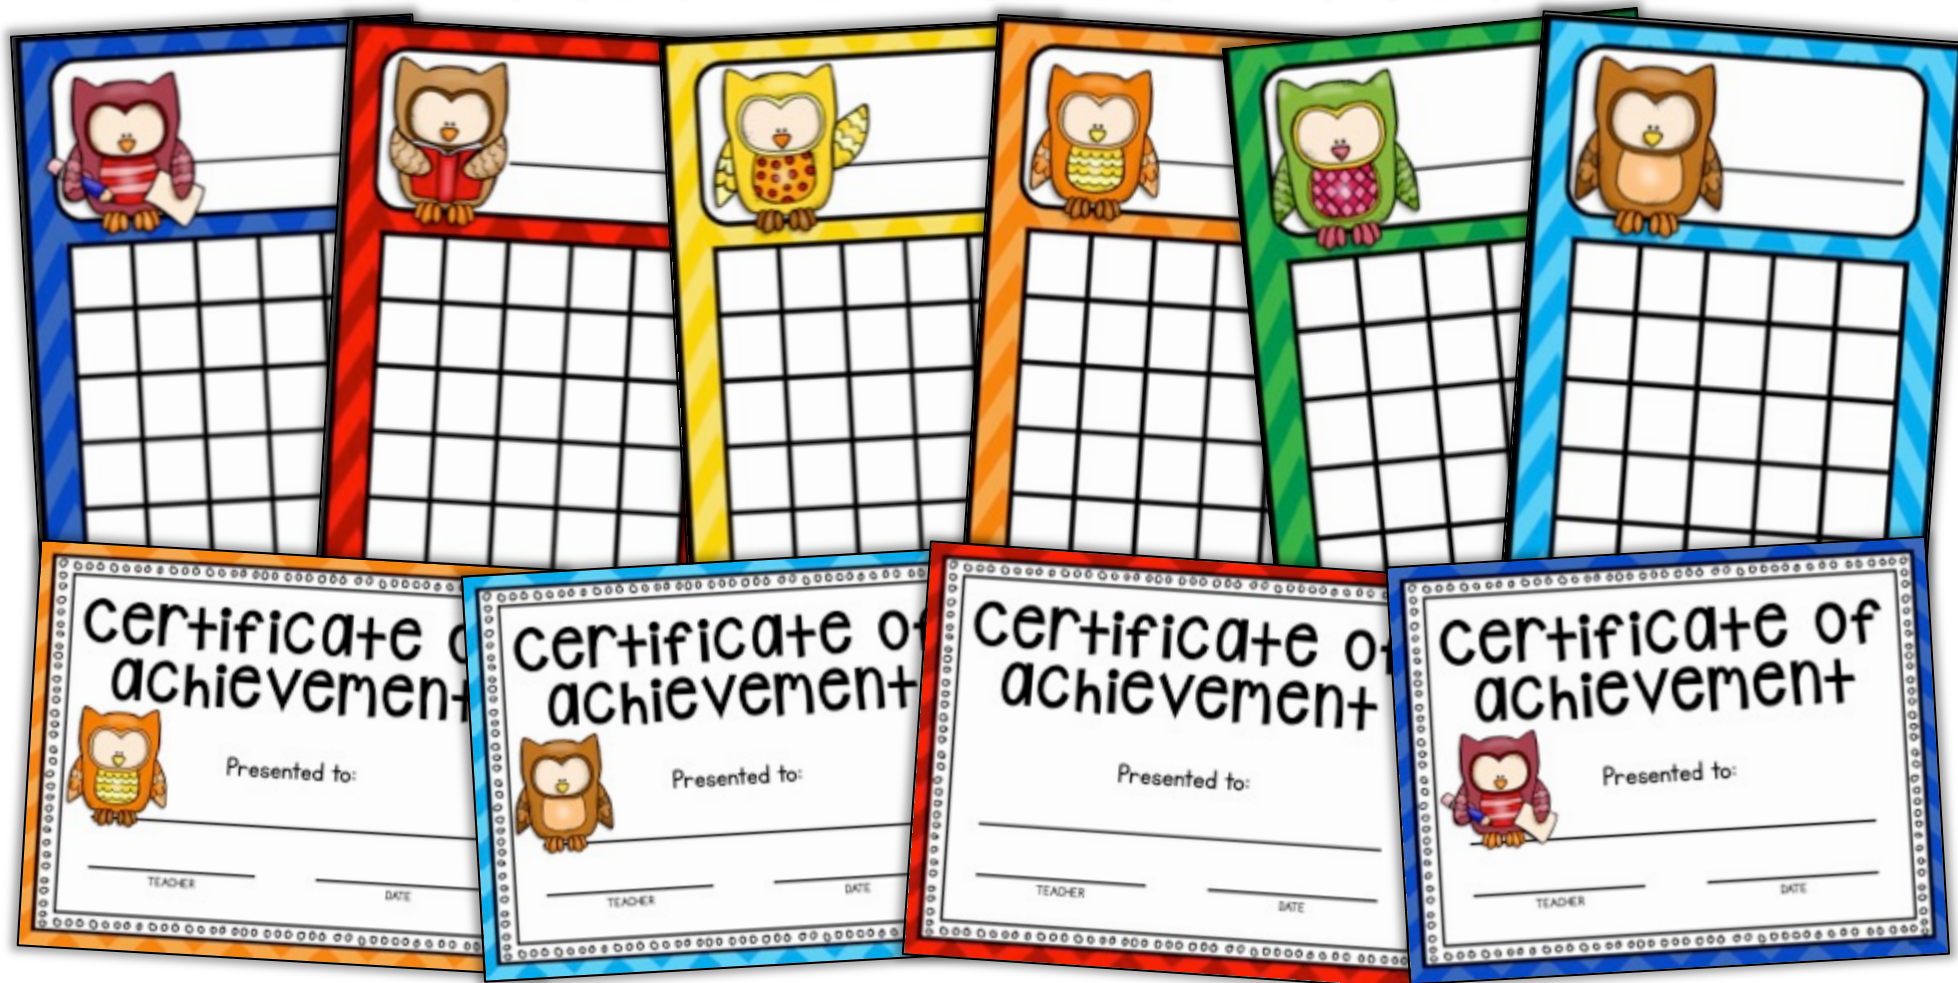 certificate o
achievement
Presented to:
TEACHER
DATE
certificate of
achievement
Presented to:
TEACHER
DATE
certificate of
achievement
Presented to:
TEACHER
DATE
certificate of
achievement
Presented to:
TEACHER
DATE